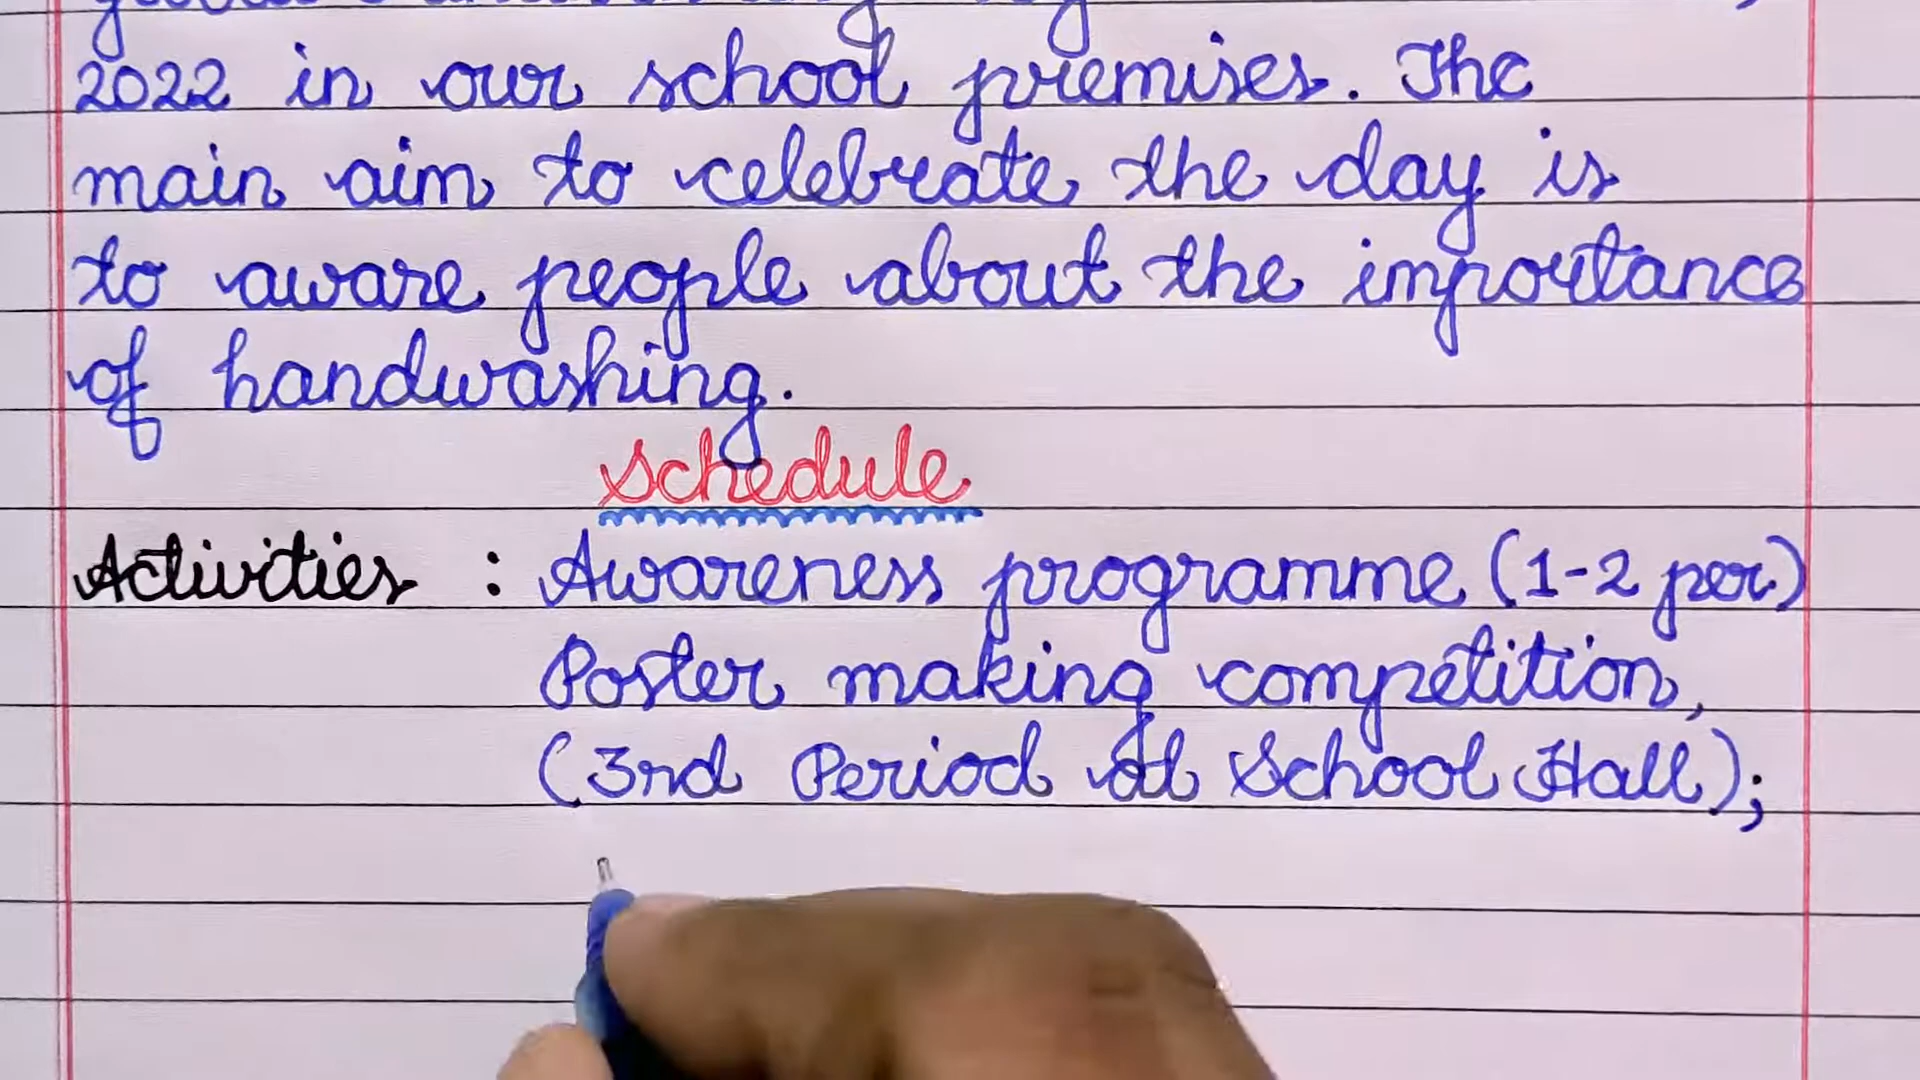 2022 in our school premises. The
main aim to celebrate the day is
to aware people about the importance
of handwashing.
Schedule
Activities : Awareness programme (1-2 per)
Poster making competition,
(3rd Period at School Hall);